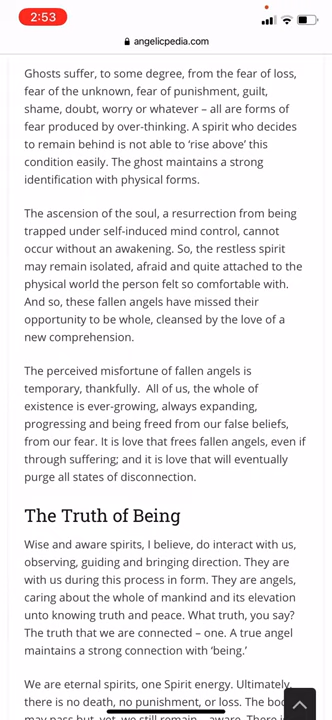 2:53
angelicpedia.com
Ghosts suffer, to some degree, from the fear of loss,
fear of the unknown, fear of punishment, guilt,
shame, doubt, worry or whatever – all are forms of
fear produced by over-thinking. A spirit who decides
to remain behind is not able to ‘rise above’ this
condition easily. The ghost maintains a strong
identification with physical forms.
The ascension of the soul, a resurrection from being
trapped under self-induced mind control, cannot
occur without an awakening. So, the restless spirit
may remain isolated, afraid and quite attached to the
physical world the person felt so comfortable with.
And so, these fallen angels have missed their
opportunity to be whole, cleansed by the love of a
new comprehension.
The perceived misfortune of fallen angels is
temporary, thankfully. All of us, the whole of
existence is ever-growing, always expanding,
progressing and being freed from our false beliefs,
from our fear. It is love that frees fallen angels, even if
through suffering; and it is love that will eventually
purge all states of disconnection.
The Truth of Being
Wise and aware spirits, I believe, do interact with us,
observing, guiding and bringing direction. They are
with us during this process in form. They are angels,
caring about the whole of mankind and its elevation
unto knowing truth and peace. What truth, you say?
The truth that we are connected – one. A true angel
maintains a strong connection with ‘being.’
We are eternal spirits, one Spirit energy. Ultimately,
there is no death, no punishment, or loss. The body
may pass but, yet, we still remain – aware. There is